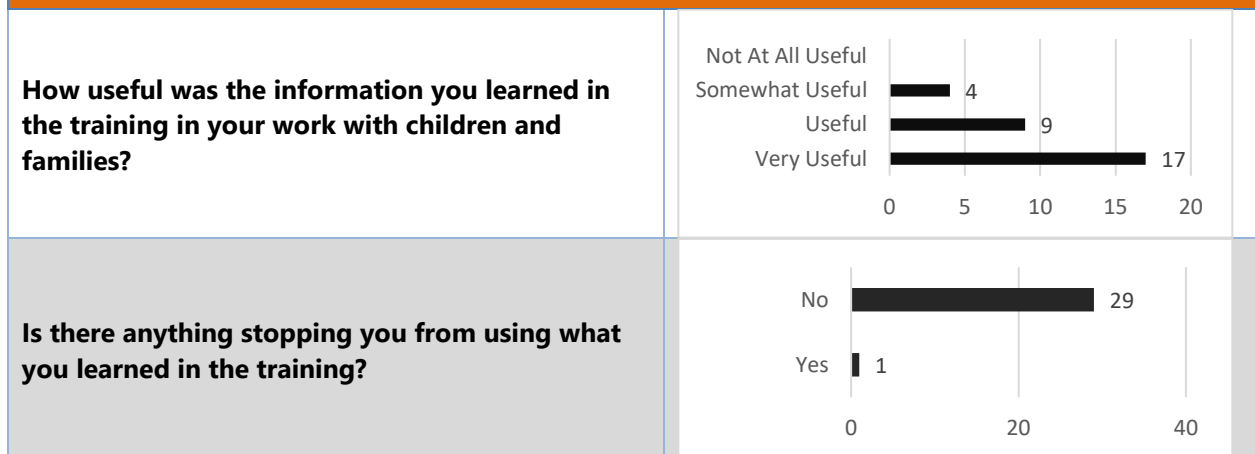 How useful was the information you learned in
the training in your work with children and
families?
Not At All Useful
Somewhat Useful 4
Useful 9
Very Useful 17
0 5 10 15 20
Is there anything stopping you from using what
you learned in the training?
No 29
Yes 1
0 20 40